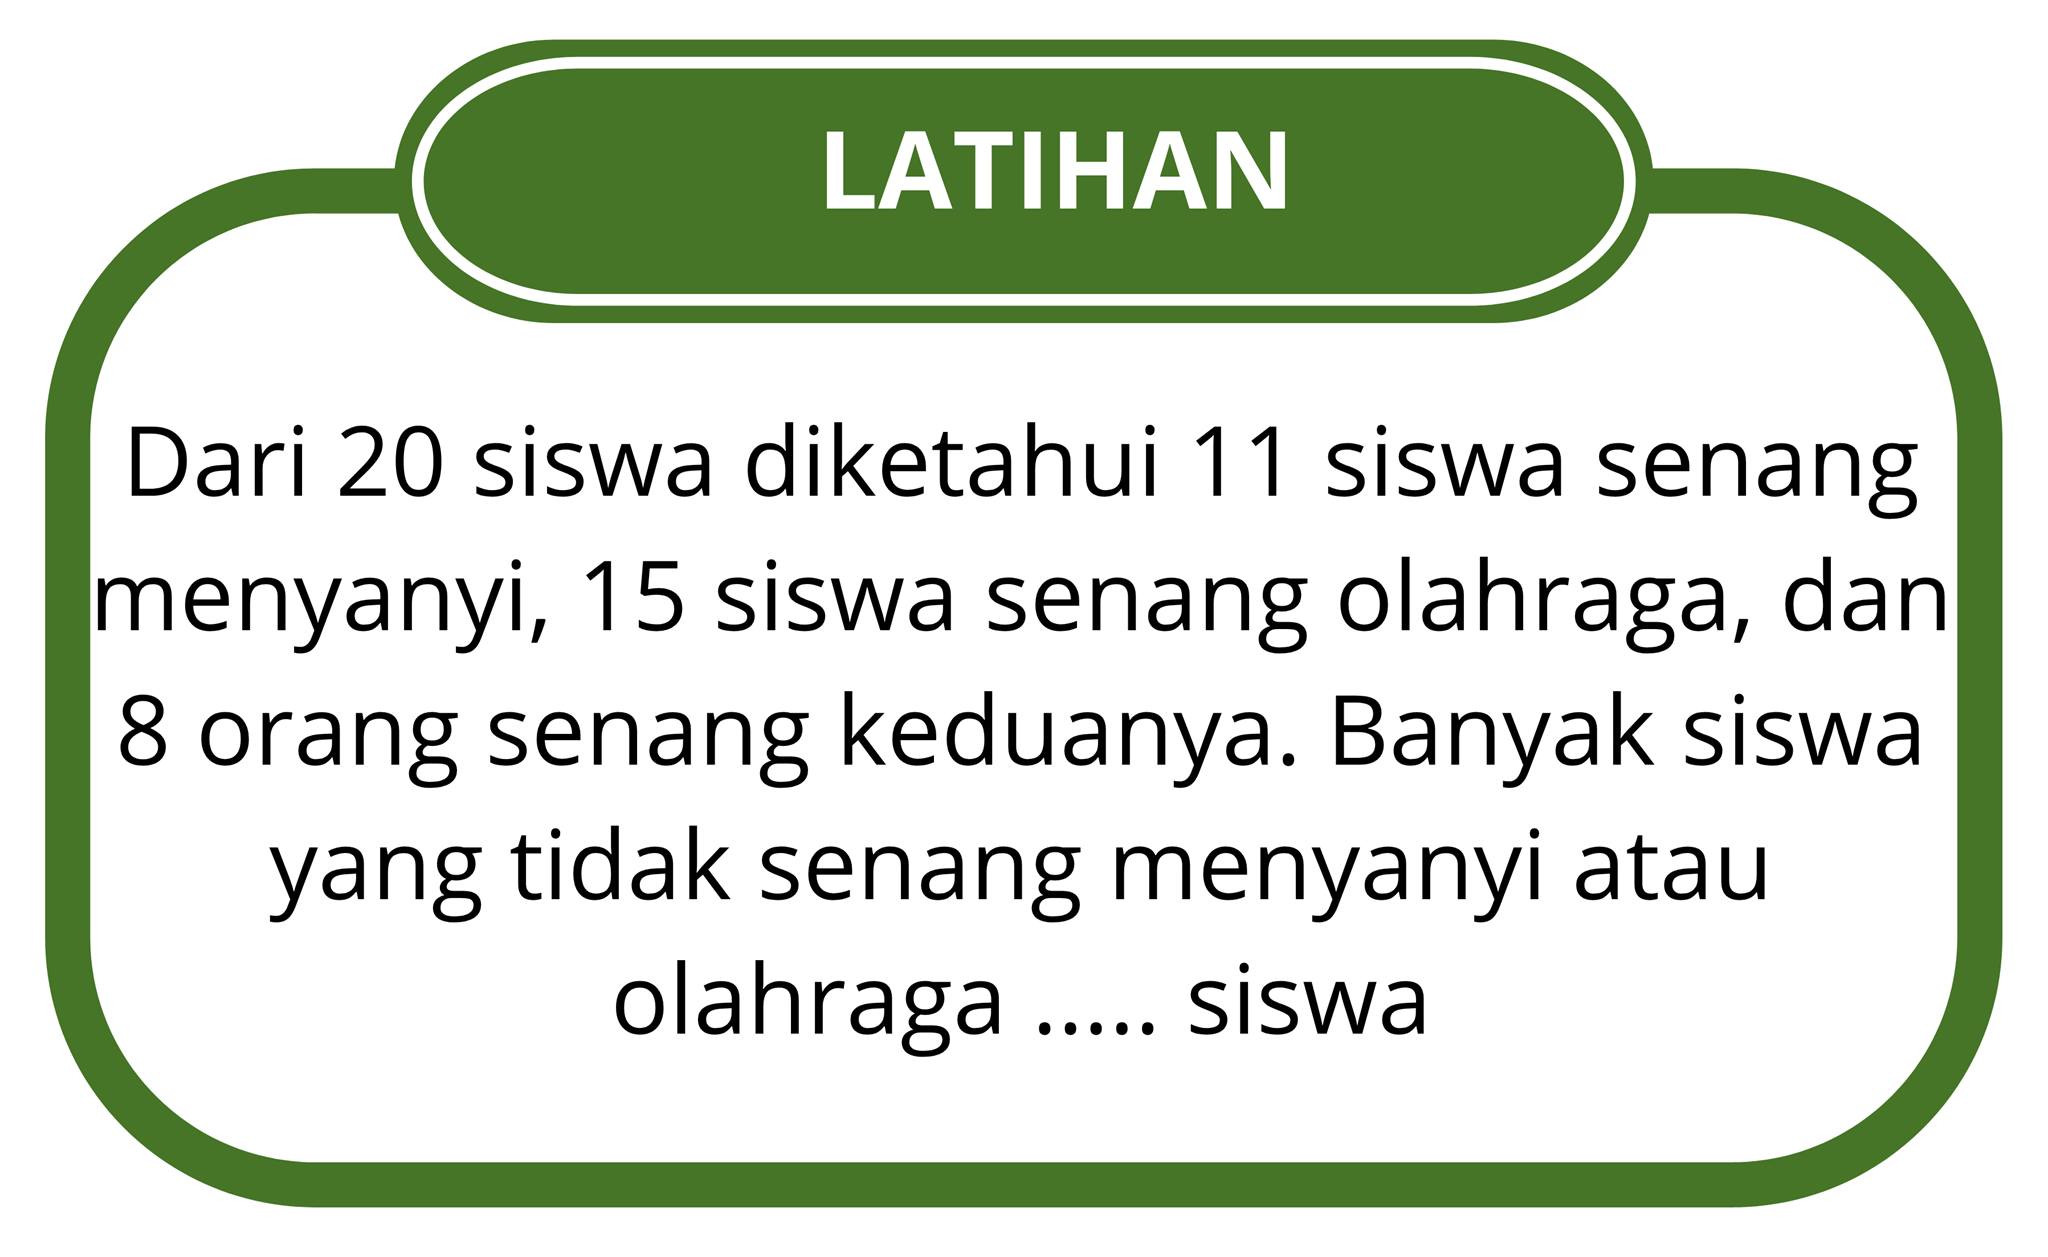 LATIHAN
Dari 20 siswa diketahui 11 siswa senang
menyanyi, 15 siswa senang olahraga, dan
8 orang senang keduanya. Banyak siswa
yang tidak senang menyanyi atau
olahraga ..... siswa